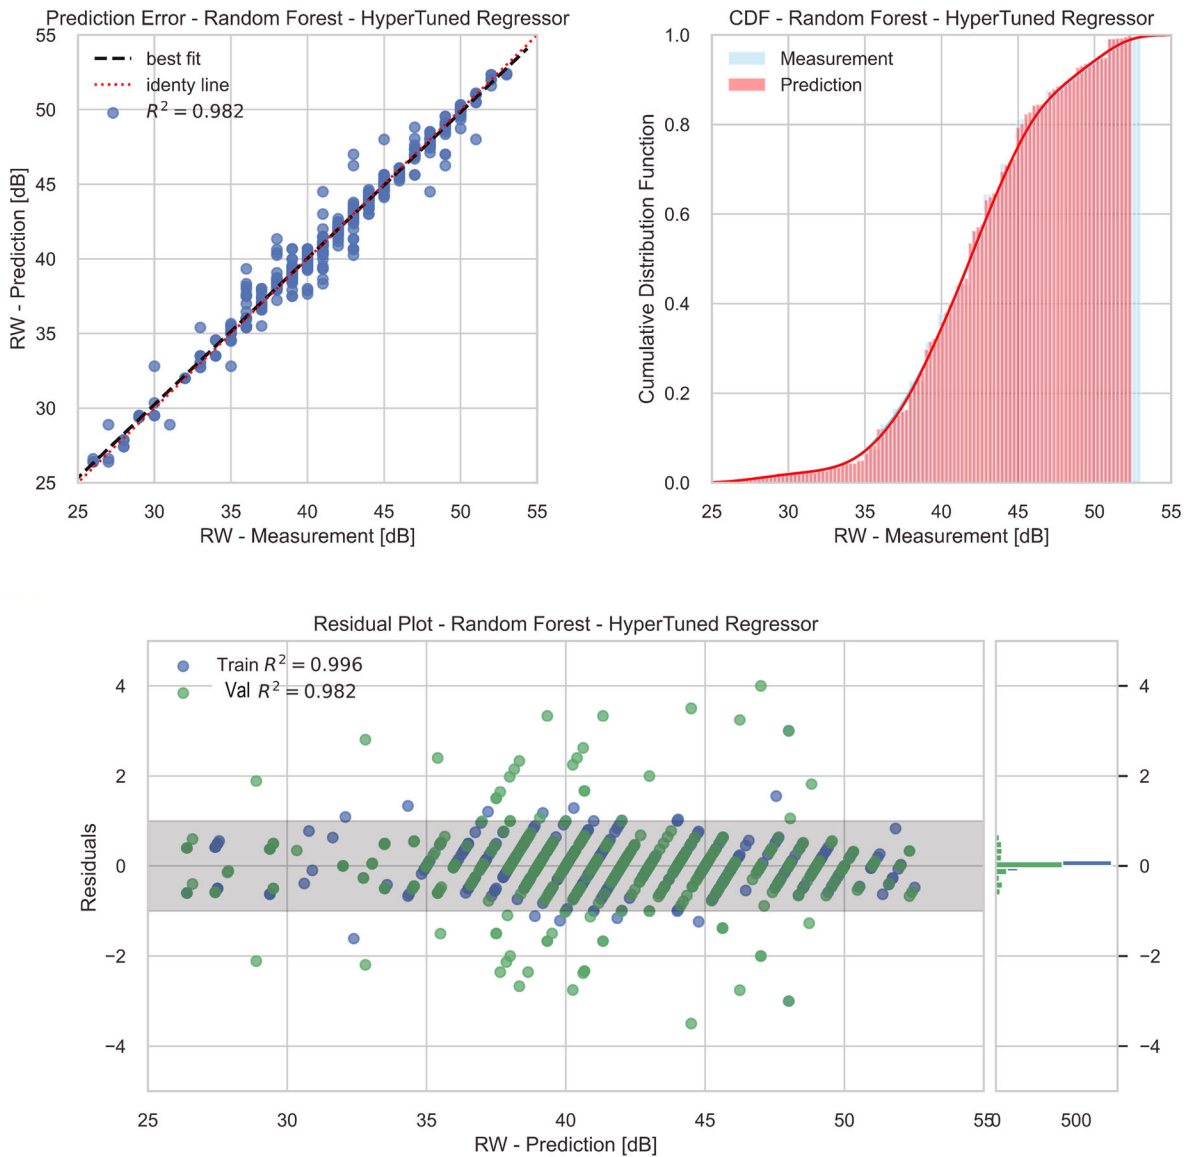 Prediction Error - Random Forest - HyperTuned Regressor
55
50
45
40
35
30
25
RW - Prediction [dB]
best fit
identy line
R² = 0.982
25 30 35 40 45 50 55
RW - Measurement [dB]
CDF - Random Forest - HyperTuned Regressor
1.0
0.8
0.6
0.4
0.2
0.0
Cumulative Distribution Function
Measurement
Prediction
25 30 35 40 45 50 55
RW - Measurement [dB]
Residual Plot - Random Forest - HyperTuned Regressor
4
2
0
−2
−4
Residuals
Train R² = 0.996
Val R² = 0.982
25 30 35 40 45 50 55
RW - Prediction [dB]
4
2
0
−2
−4
0 500